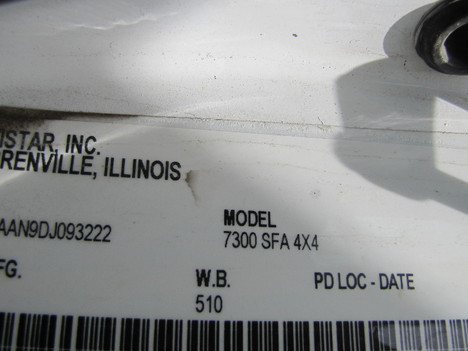 ISTAR, INC.
RENVILLE, ILLINOIS
AAN9DJ093222
MODEL
7300 SFA 4X4
FG.
W.B.
510
PD LOC - DATE